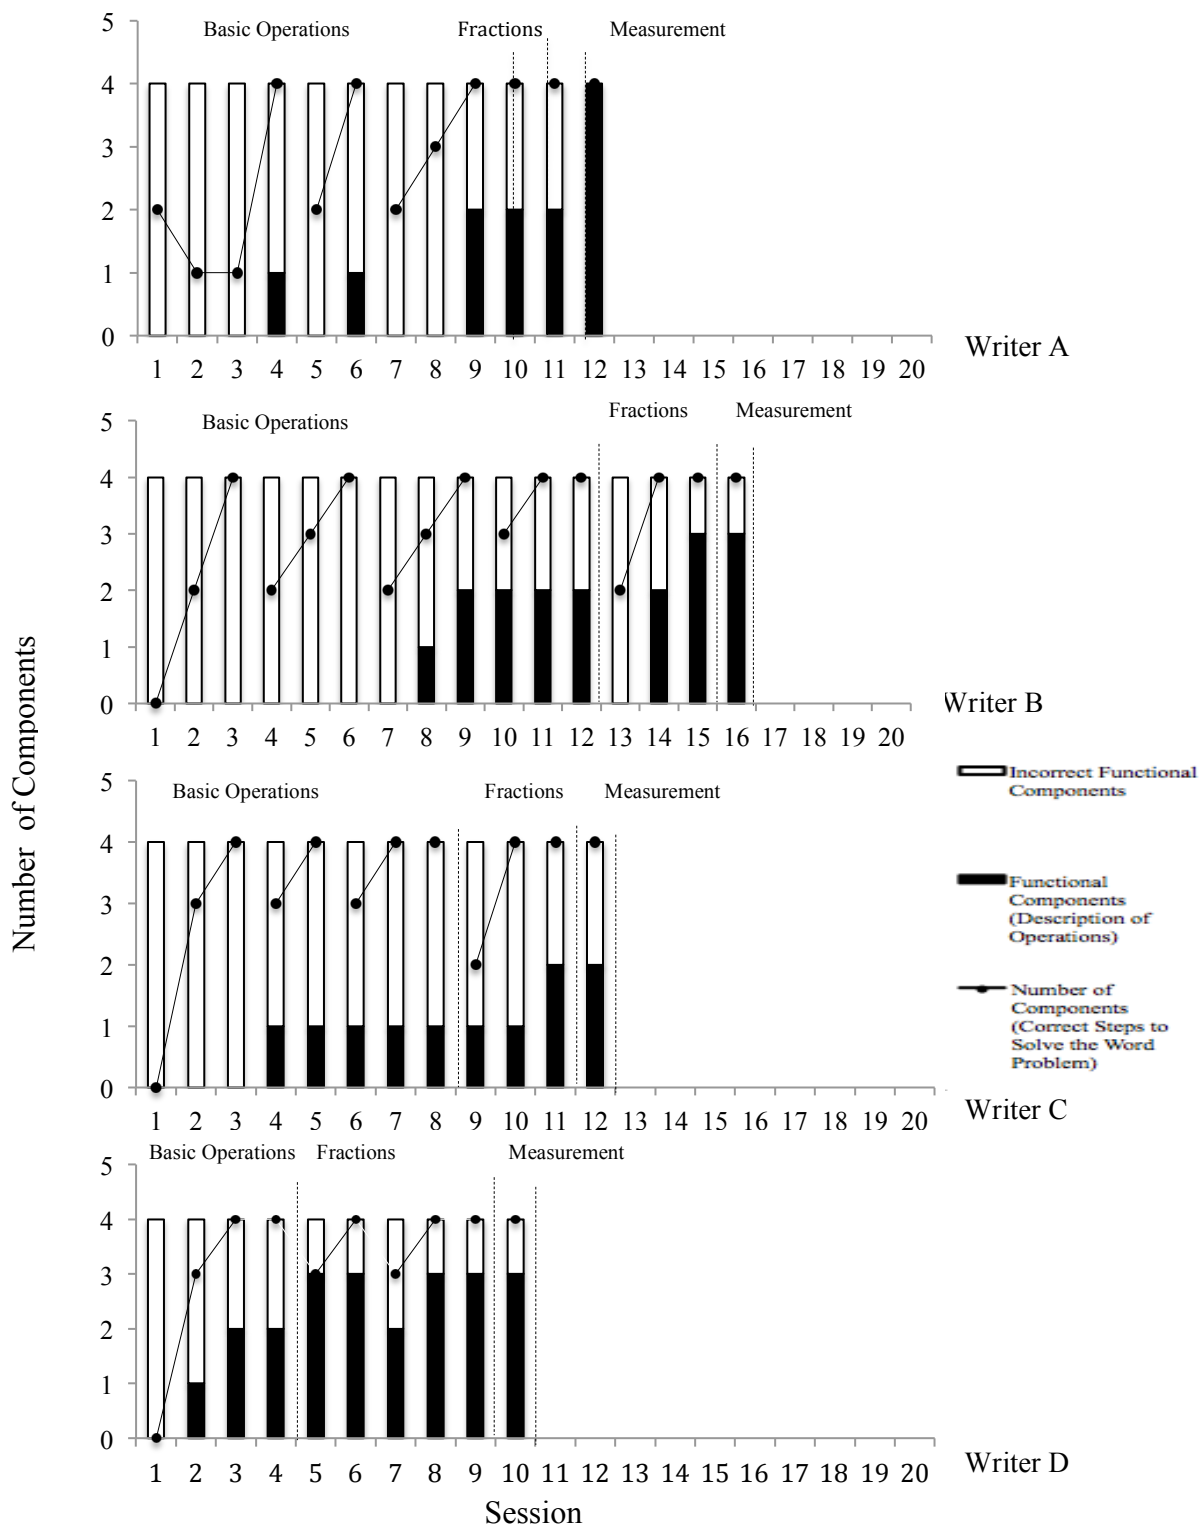 Basic Operations Fractions Measurement
5
4
3
2
1
0
1 2 3 4 5 6 7 8 9 10 11 12 13 14 15 16 17 18 19 20
Writer A
Basic Operations Fractions Measurement
5
4
3
2
1
0
1 2 3 4 5 6 7 8 9 10 11 12 13 14 15 16 17 18 19 20
Writer B
Number of Components
Incorrect Functional
Components
Functional
Components
(Description of
Operations)
Number of
Components
(Correct Steps to
Solve the Word
Problem)
Basic Operations Fractions Measurement
5
4
3
2
1
0
1 2 3 4 5 6 7 8 9 10 11 12 13 14 15 16 17 18 19 20
Writer C
Basic Operations Fractions Measurement
5
4
3
2
1
0
1 2 3 4 5 6 7 8 9 10 11 12 13 14 15 16 17 18 19 20
Writer D
Session